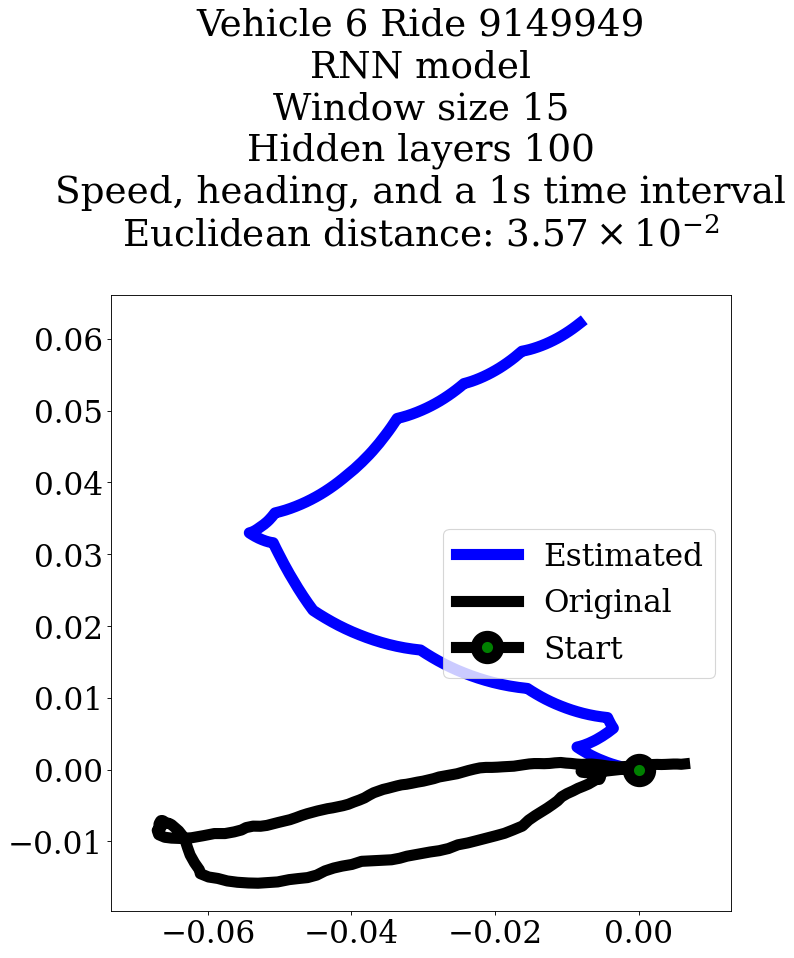 Vehicle 6 Ride 9149949
RNN model
Window size 15
Hidden layers 100
Speed, heading, and a 1s time interval
Euclidean distance: 3.57 × 10⁻²
0.06
0.05
0.04
0.03
0.02
0.01
0.00
−0.01
Estimated
Original
Start
−0.06
−0.04
−0.02
0.00